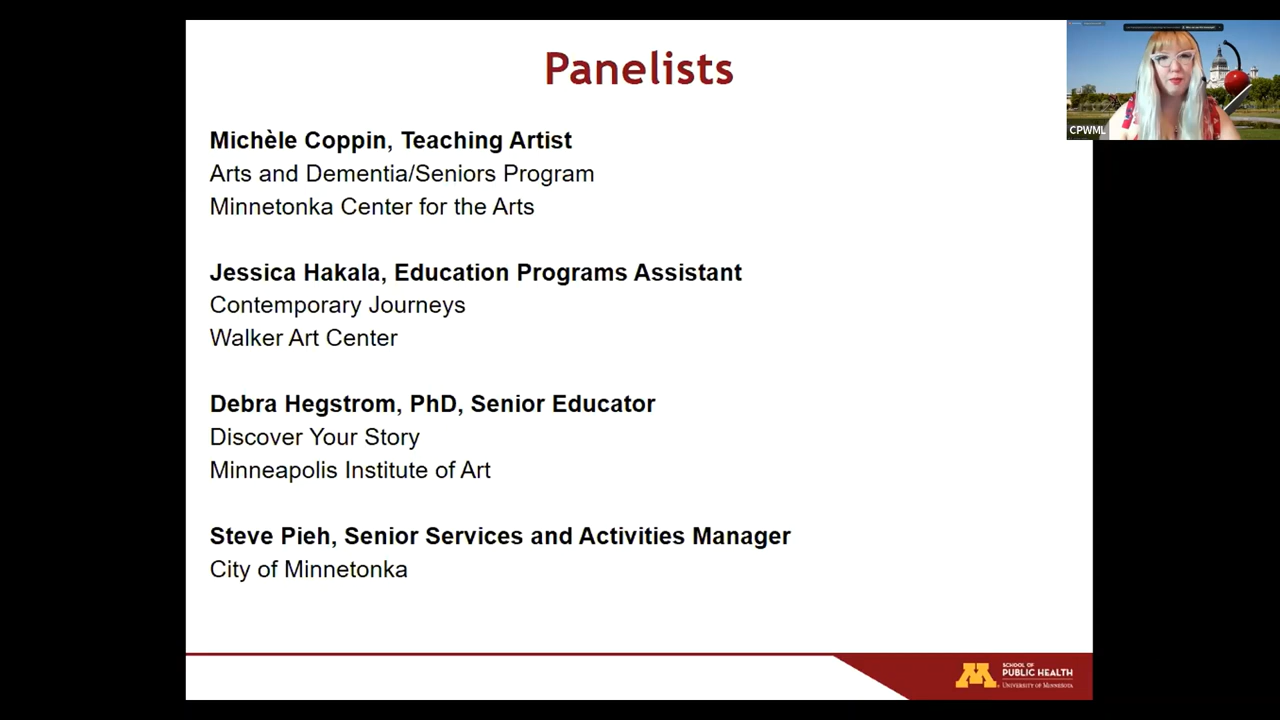 Panelists
Michèle Coppin, Teaching Artist
Arts and Dementia/Seniors Program
Minnetonka Center for the Arts
Jessica Hakala, Education Programs Assistant
Contemporary Journeys
Walker Art Center
Debra Hegstrom, PhD, Senior Educator
Discover Your Story
Minneapolis Institute of Art
Steve Pieh, Senior Services and Activities Manager
City of Minnetonka
CPWML
SCHOOL OF
PUBLIC HEALTH
UNIVERSITY OF MINNESOTA